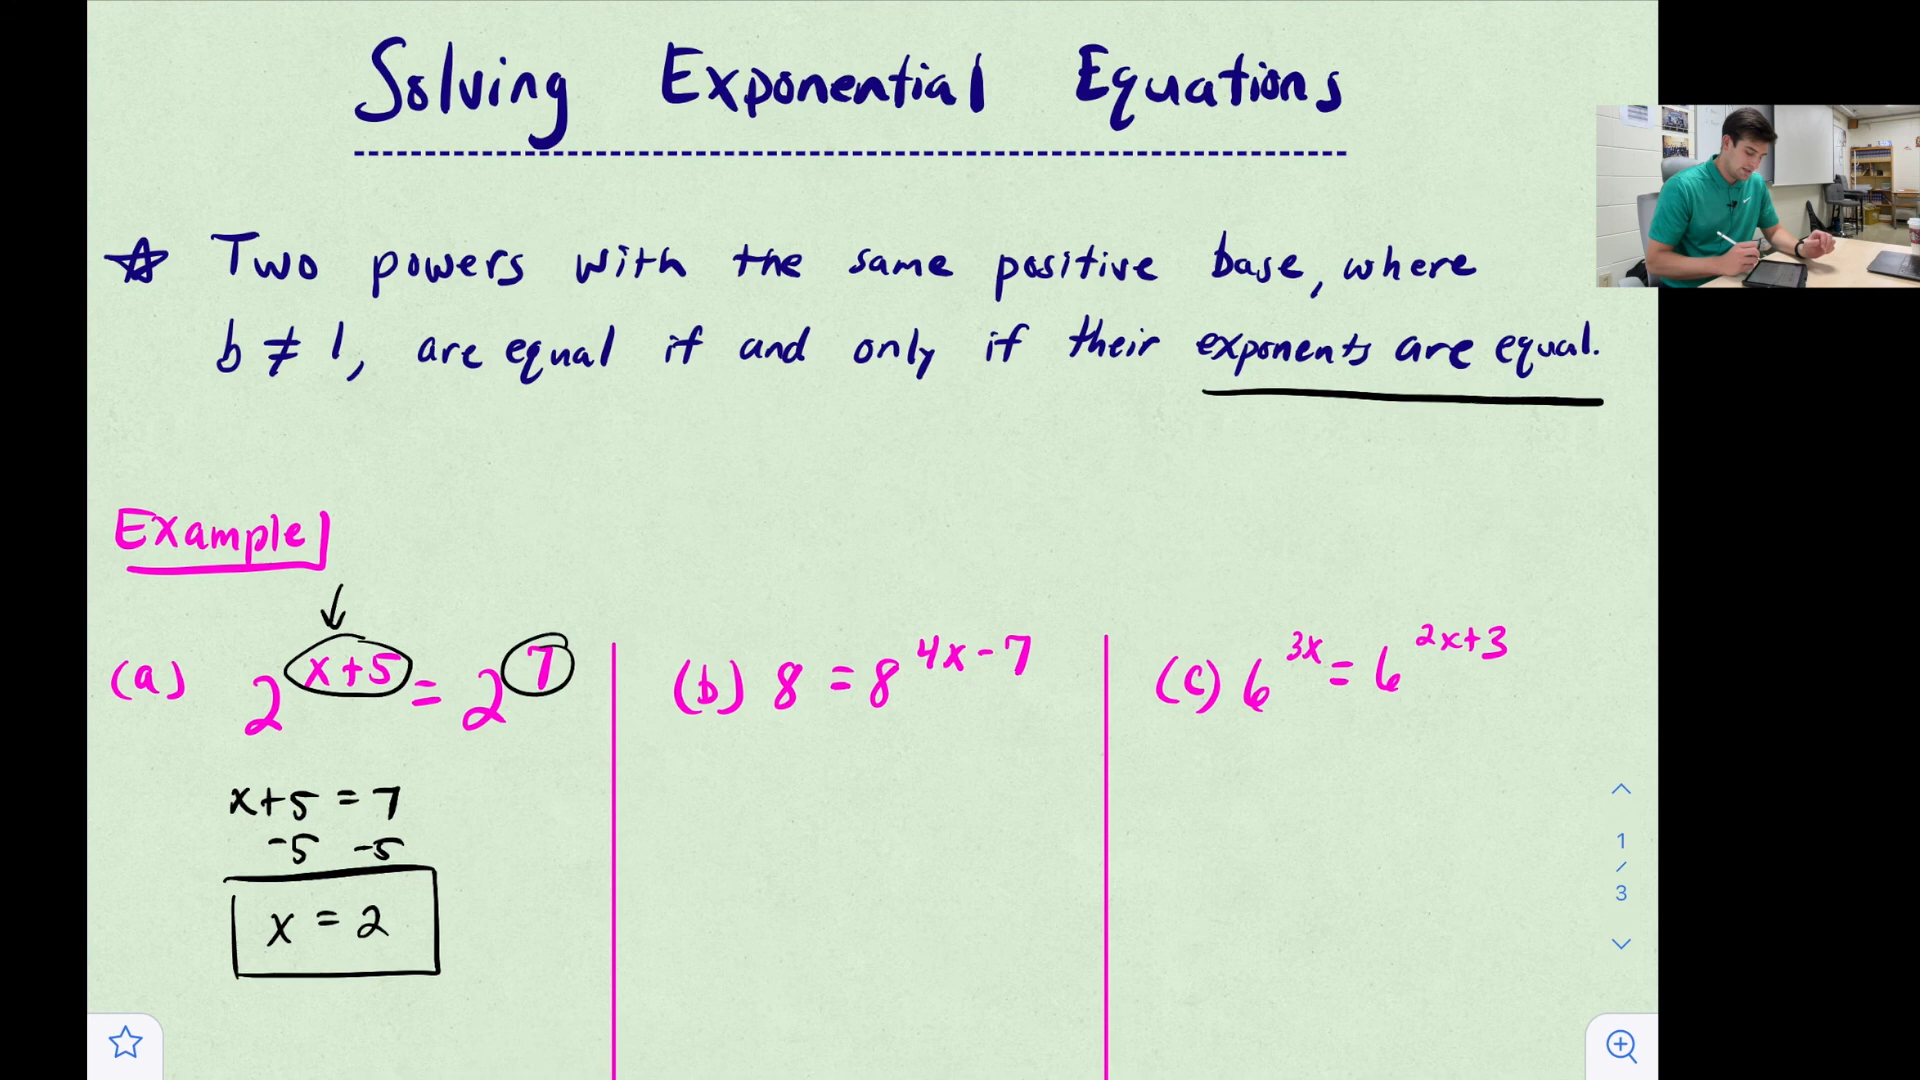 Solving Exponential Equations
☆ Two powers with the same positive base, where
b ≠ 1, are equal if and only if their exponents are equal.
Example
(a) 2^(x+5) = 2^7
x+5 = 7
-5 -5
x = 2
(b) 8 = 8^(4x-7)
(c) 6^(3x) = 6^(2x+3)
1
/
3